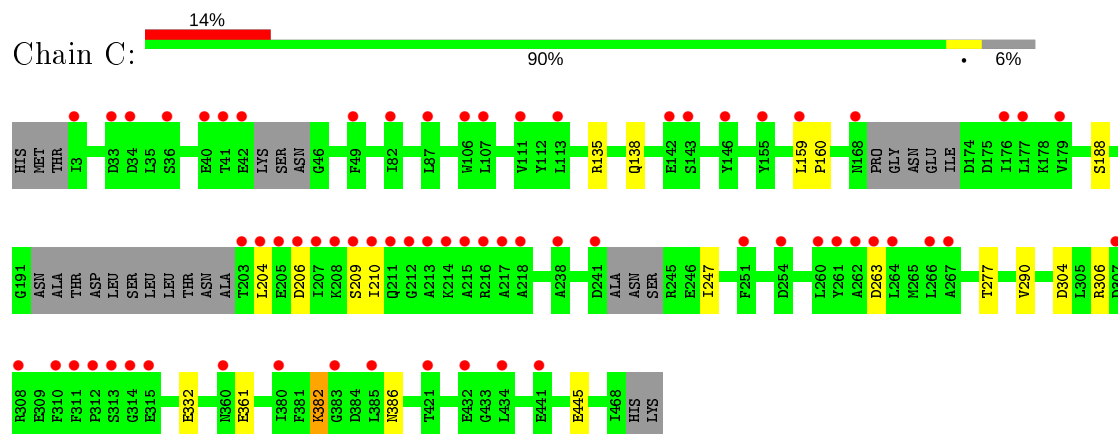 14%
Chain C:
90% • 6%
HIS MET THR I3 D33 D34 L35 S36 E40 T41 E42 LYS SER ASN G46 F49 I82 L87 W106 L107 V111 Y112 L113 R135 Q138 E142 S143 Y146 Y155 L159 P160 N168 PRO GLY ASN GLU ILE D174 D175 I176 L177 K178 V179 S188
G191 ASN ALA THR ASP LEU SER LEU LEU THR ASN ALA T203 L204 E205 D206 I207 K208 S209 I210 Q211 G212 A213 K214 A215 R216 A217 A218 A238 D241 ALA ASN SER R245 E246 I247 F251 D254 L260 Y261 A262 D263 L264 M265 L266 A267 T277 V290 D304 L305 R306 D307
R308 E309 F310 F311 P312 S313 G314 E315 E332 N360 E361 I380 F381 K382 G383 D384 L385 N386 T421 E432 G433 L434 E441 E445 I468 HIS LYS